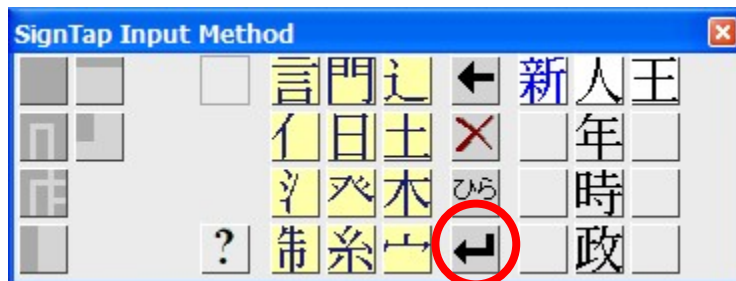 SignTap Input Method
言 門 辶 新 人 王
亻 日 土 年
氵 癶 木 ひら 時
? 糸 宀 政